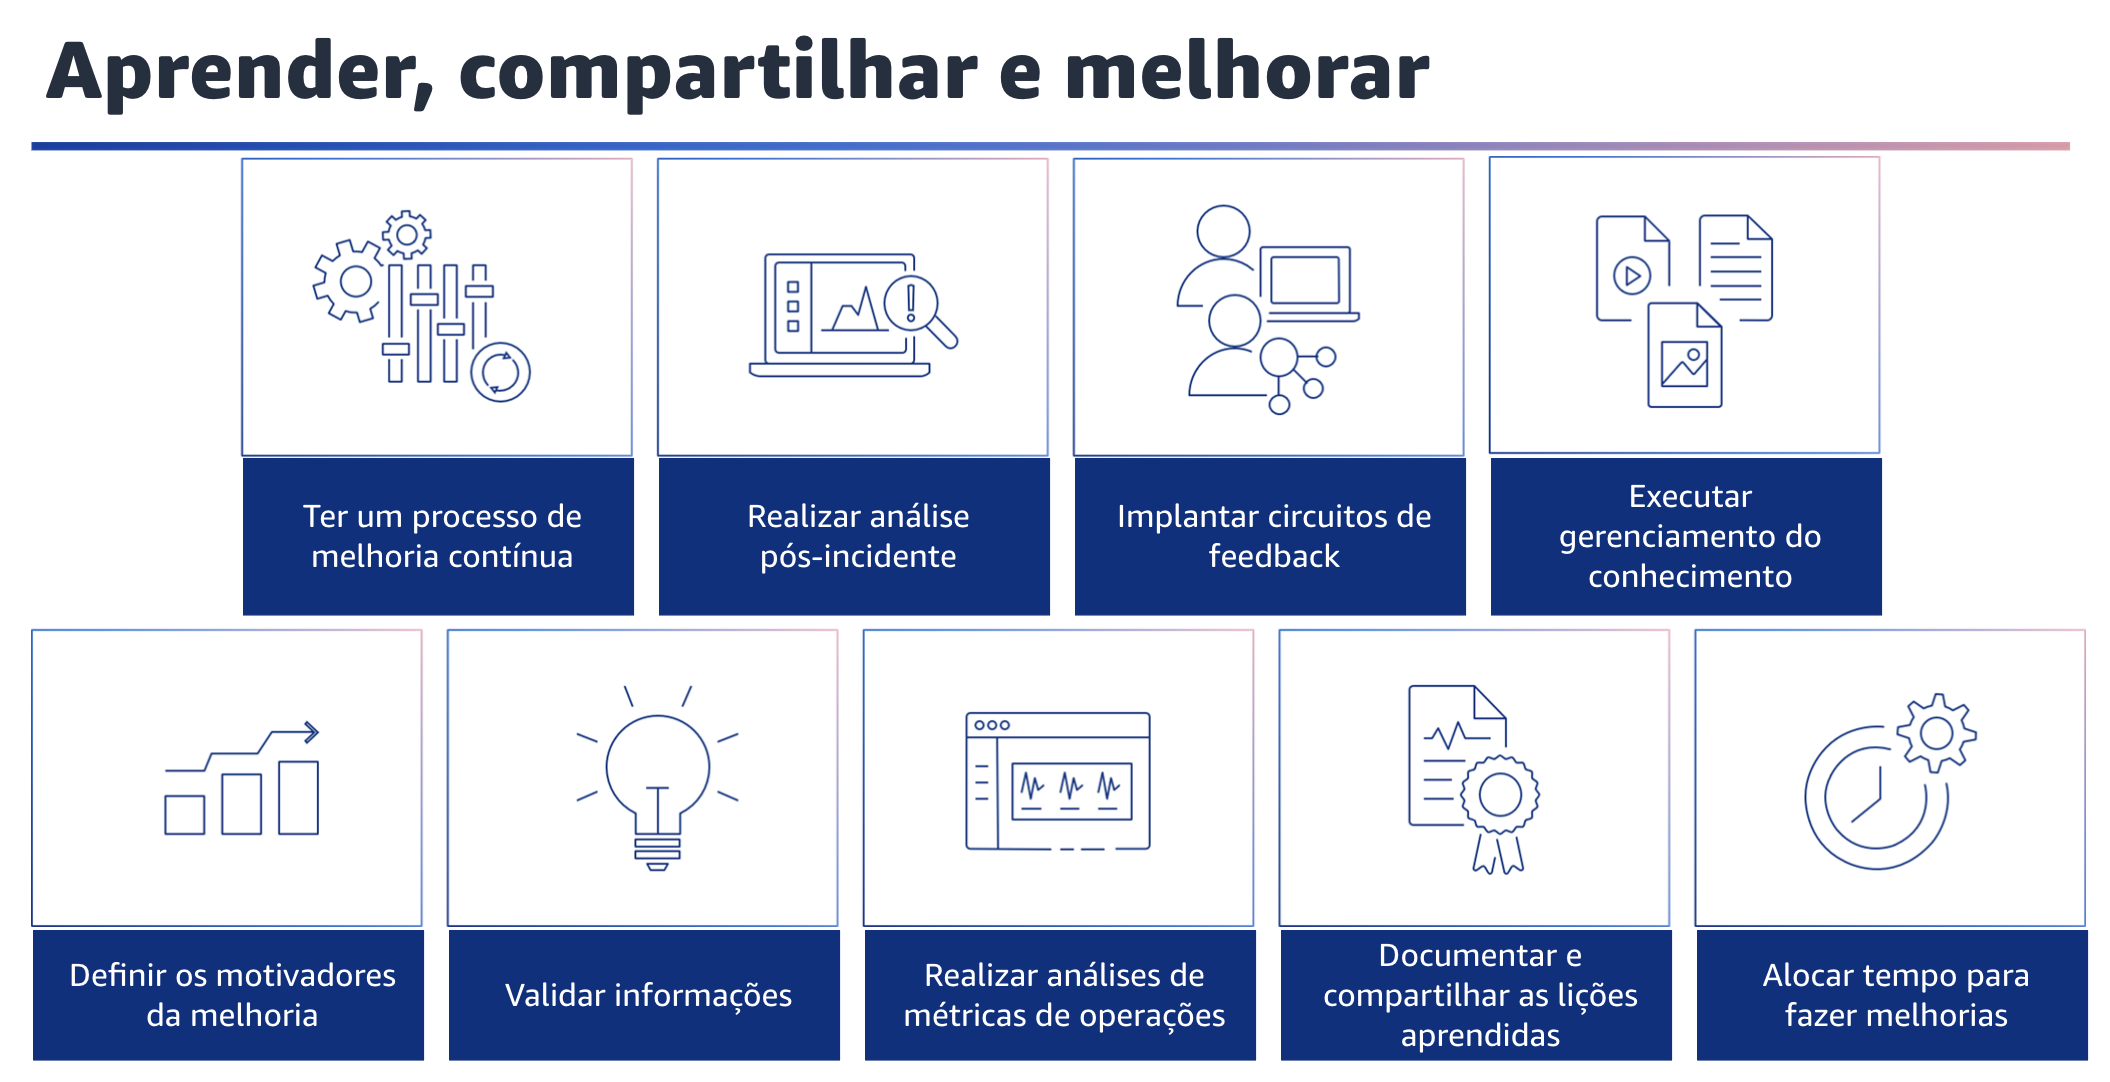 Aprender, compartilhar e melhorar
Ter um processo de
melhoria contínua
Realizar análise
pós-incidente
Implantar circuitos de
feedback
Executar
gerenciamento do
conhecimento
Definir os motivadores
da melhoria
Validar informações
Realizar análises de
métricas de operações
Documentar e
compartilhar as lições
aprendidas
Alocar tempo para
fazer melhorias